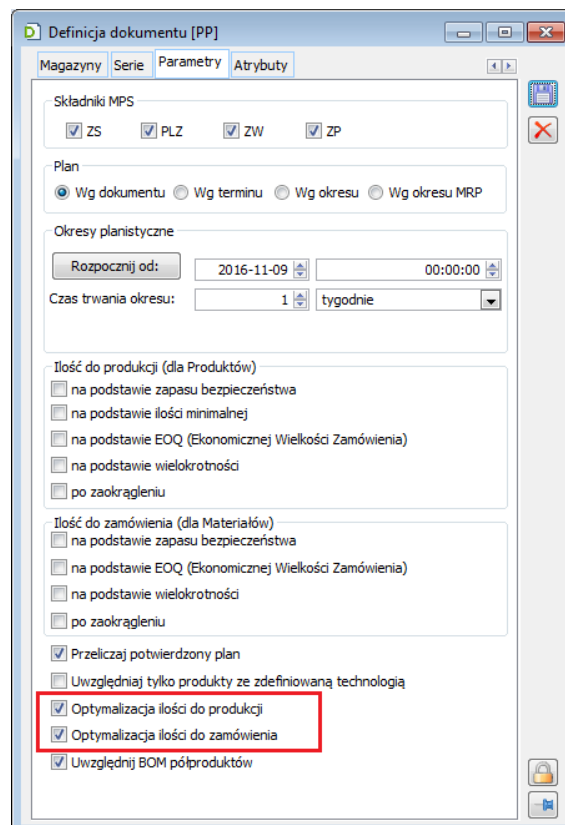 Definicja dokumentu [PP]
Magazyny Serie Parametry Atrybuty
Składniki MPS
ZS PLZ ZW ZP
Plan
Wg dokumentu Wg terminu Wg okresu Wg okresu MRP
Okresy planistyczne
Rozpocznij od: 2016-11-09 00:00:00
Czas trwania okresu: 1 tygodnie
Ilość do produkcji (dla Produktów)
na podstawie zapasu bezpieczeństwa
na podstawie ilości minimalnej
na podstawie EOQ (Ekonomicznej Wielkości Zamówienia)
na podstawie wielokrotności
po zaokrągleniu
Ilość do zamówienia (dla Materiałów)
na podstawie zapasu bezpieczeństwa
na podstawie EOQ (Ekonomicznej Wielkości Zamówienia)
na podstawie wielokrotności
po zaokrągleniu
Przeliczaj potwierdzony plan
Uwzględniaj tylko produkty ze zdefiniowaną technologią
Optymalizacja ilości do produkcji
Optymalizacja ilości do zamówienia
Uwzględnij BOM półproduktów